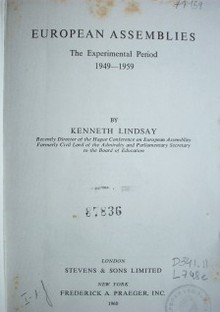 EUROPEAN ASSEMBLIES
The Experimental Period
1949—1959
BY
KENNETH LINDSAY
Recently Director of the Hague Conference on European Assemblies
Formerly Civil Lord of the Admiralty and Parliamentary Secretary
to the Board of Education
87836
LONDON
STEVENS & SONS LIMITED
NEW YORK
FREDERICK A. PRAEGER, INC.
1960